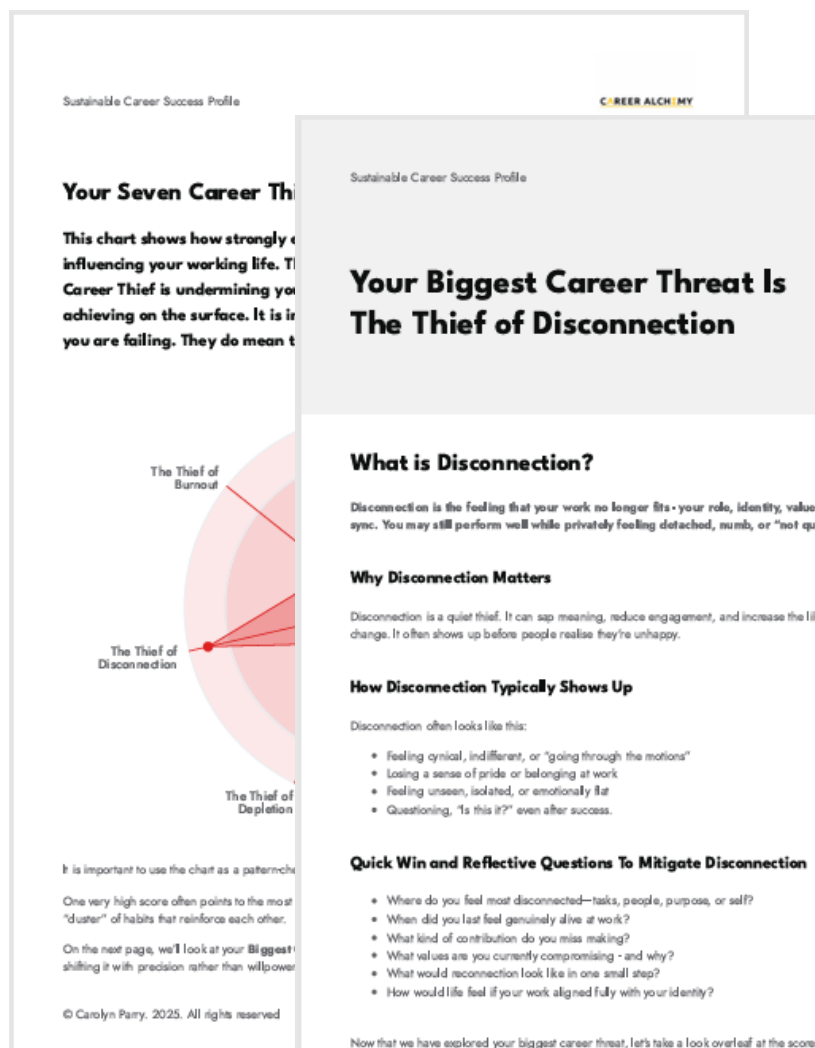 Sustainable Career Success Profile
CAREER ALCHEMY
Your Seven Career Thi
This chart shows how strongly e
influencing your working life. Tl
Career Thief is undermining you
achieving on the surface. It is in
you are failing. They do mean t
The Thief of
Burnout
The Thief of
Disconnection
The Thief of
Depletion
It is important to use the chart as a pattern-che
One very high score often points to the most
“cluster” of habits that reinforce each other.
On the next page, we’ll look at your Biggest
shifting it with precision rather than willpower
© Carolyn Parry. 2025. All rights reserved
Sustainable Career Success Profile
Your Biggest Career Threat Is
The Thief of Disconnection
What is Disconnection?
Disconnection is the feeling that your work no longer fits - your role, identity, value
sync. You may still perform well while privately feeling detached, numb, or “not qu
Why Disconnection Matters
Disconnection is a quiet thief. It can sap meaning, reduce engagement, and increase the li
change. It often shows up before people realise they’re unhappy.
How Disconnection Typically Shows Up
Disconnection often looks like this:
• Feeling cynical, indifferent, or “going through the motions”
• Losing a sense of pride or belonging at work
• Feeling unseen, isolated, or emotionally flat
• Questioning, “Is this it?” even after success.
Quick Win and Reflective Questions To Mitigate Disconnection
• Where do you feel most disconnected—tasks, people, purpose, or self?
• When did you last feel genuinely alive at work?
• What kind of contribution do you miss making?
• What values are you currently compromising - and why?
• What would reconnection look like in one small step?
• How would life feel if your work aligned fully with your identity?
Now that we have explored your biggest career threat, let’s take a look overleaf at the score